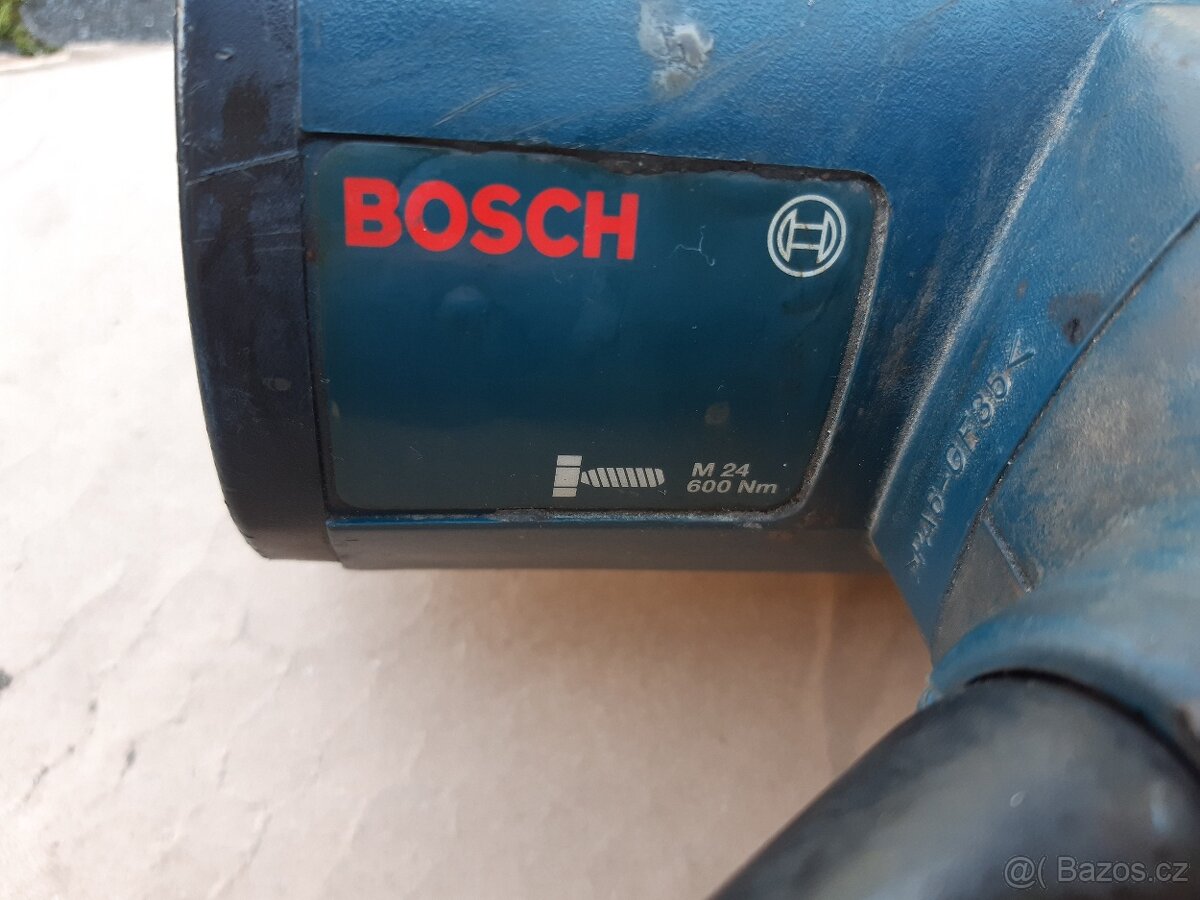 BOSCH
M 24
600 Nm
@( Bazos.cz